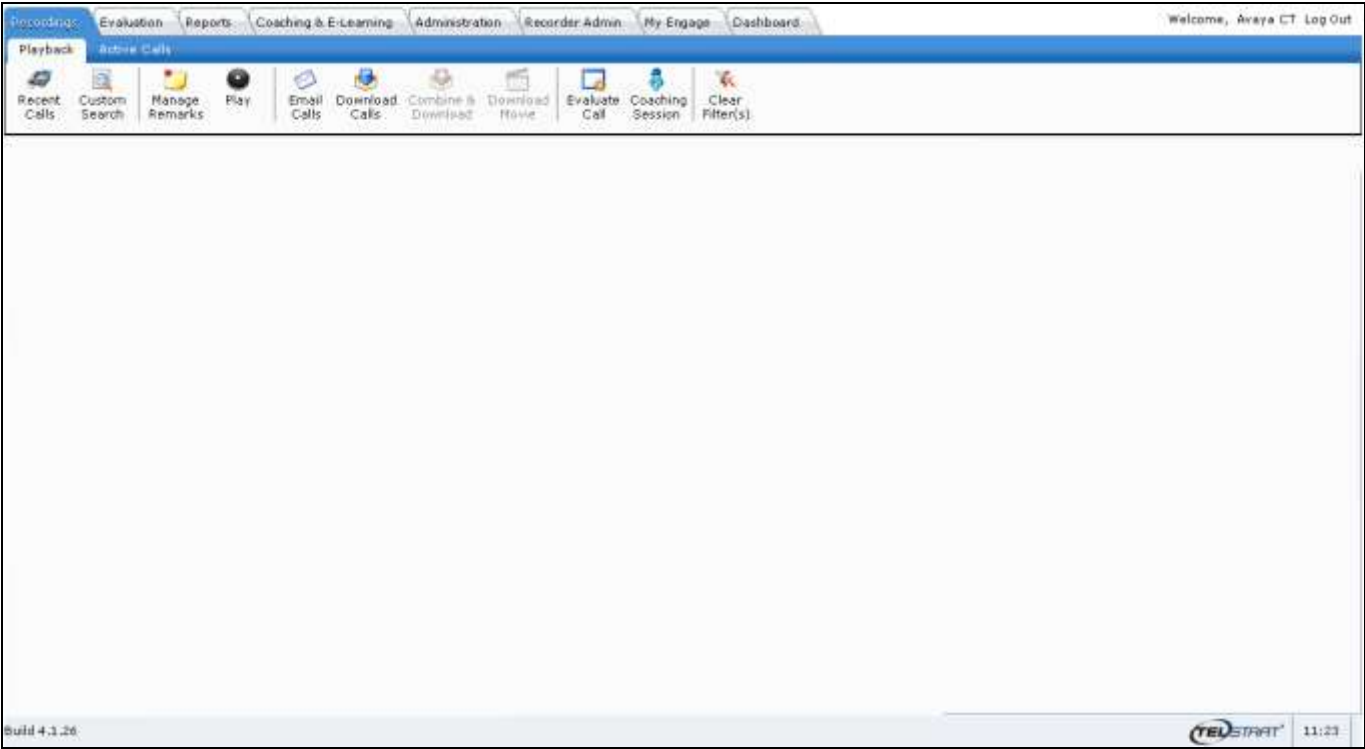 Recordings Evaluation Reports Coaching & E-Learning Administration Recorder Admin My Engage Dashboard Welcome, Avaya CT Log Out
Playback Active Calls
Recent Calls Custom Search Manage Remarks Play Email Calls Download Calls Combine & Download Download Movie Evaluate Call Coaching Session Clear Filter(s)
Build 4.1.26 TELSTRAT 11:23